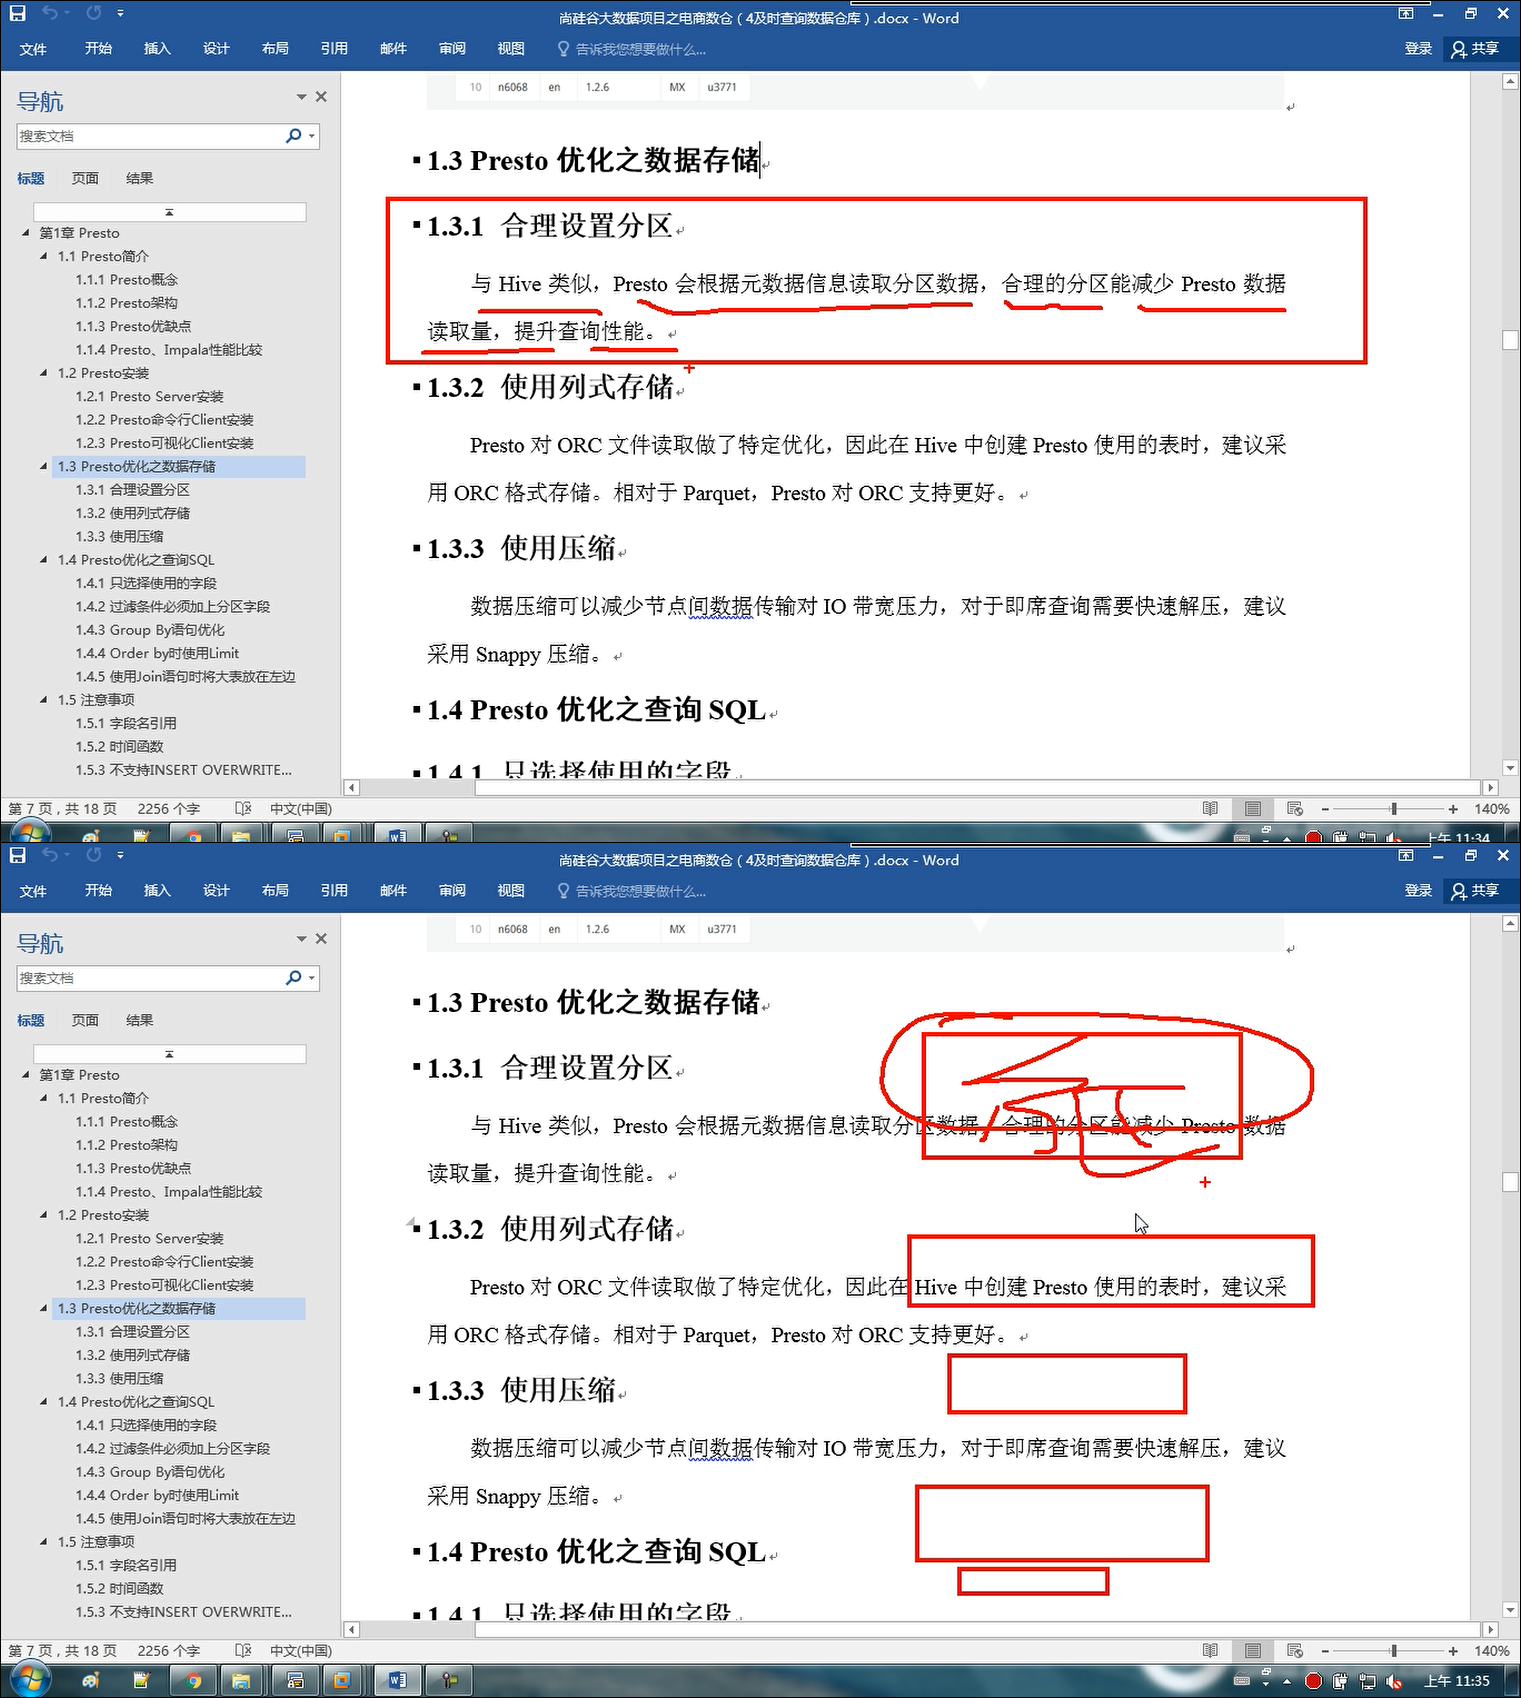 尚硅谷大数据项目之电商数仓（4及时查询数据仓库）.docx - Word
文件 开始 插入 设计 布局 引用 邮件 审阅 视图 告诉我您想要做什么... 登录 共享
导航
搜索文档
标题 页面 结果
第1章 Presto
1.1 Presto简介
1.1.1 Presto概念
1.1.2 Presto架构
1.1.3 Presto优缺点
1.1.4 Presto、Impala性能比较
1.2 Presto安装
1.2.1 Presto Server安装
1.2.2 Presto命令行Client安装
1.2.3 Presto可视化Client安装
1.3 Presto优化之数据存储
1.3.1 合理设置分区
1.3.2 使用列式存储
1.3.3 使用压缩
1.4 Presto优化之查询SQL
1.4.1 只选择使用的字段
1.4.2 过滤条件必须加上分区字段
1.4.3 Group By语句优化
1.4.4 Order by时使用Limit
1.4.5 使用Join语句时将大表放在左边
1.5 注意事项
1.5.1 字段名引用
1.5.2 时间函数
1.5.3 不支持INSERT OVERWRITE...
10 n6068 en 1.2.6 MX u3771
1.3 Presto 优化之数据存储
1.3.1 合理设置分区
与 Hive 类似，Presto 会根据元数据信息读取分区数据，合理的分区能减少 Presto 数据
读取量，提升查询性能。
1.3.2 使用列式存储
Presto 对 ORC 文件读取做了特定优化，因此在 Hive 中创建 Presto 使用的表时，建议采
用 ORC 格式存储。相对于 Parquet，Presto 对 ORC 支持更好。
1.3.3 使用压缩
数据压缩可以减少节点间数据传输对 IO 带宽压力，对于即席查询需要快速解压，建议
采用 Snappy 压缩。
1.4 Presto 优化之查询 SQL
1.4.1 只选择使用的字段
第 7 页，共 18 页 2256 个字 中文(中国) 140%
上午 11:34
尚硅谷大数据项目之电商数仓（4及时查询数据仓库）.docx - Word
文件 开始 插入 设计 布局 引用 邮件 审阅 视图 告诉我您想要做什么... 登录 共享
导航
搜索文档
标题 页面 结果
第1章 Presto
1.1 Presto简介
1.1.1 Presto概念
1.1.2 Presto架构
1.1.3 Presto优缺点
1.1.4 Presto、Impala性能比较
1.2 Presto安装
1.2.1 Presto Server安装
1.2.2 Presto命令行Client安装
1.2.3 Presto可视化Client安装
1.3 Presto优化之数据存储
1.3.1 合理设置分区
1.3.2 使用列式存储
1.3.3 使用压缩
1.4 Presto优化之查询SQL
1.4.1 只选择使用的字段
1.4.2 过滤条件必须加上分区字段
1.4.3 Group By语句优化
1.4.4 Order by时使用Limit
1.4.5 使用Join语句时将大表放在左边
1.5 注意事项
1.5.1 字段名引用
1.5.2 时间函数
1.5.3 不支持INSERT OVERWRITE...
10 n6068 en 1.2.6 MX u3771
1.3 Presto 优化之数据存储
1.3.1 合理设置分区
与 Hive 类似，Presto 会根据元数据信息读取分区数据，合理的分区能减少 Presto 数据
读取量，提升查询性能。
1.3.2 使用列式存储
Presto 对 ORC 文件读取做了特定优化，因此在 Hive 中创建 Presto 使用的表时，建议采
用 ORC 格式存储。相对于 Parquet，Presto 对 ORC 支持更好。
1.3.3 使用压缩
数据压缩可以减少节点间数据传输对 IO 带宽压力，对于即席查询需要快速解压，建议
采用 Snappy 压缩。
1.4 Presto 优化之查询 SQL
1.4.1 只选择使用的字段
第 7 页，共 18 页 2256 个字 中文(中国) 140%
上午 11:35